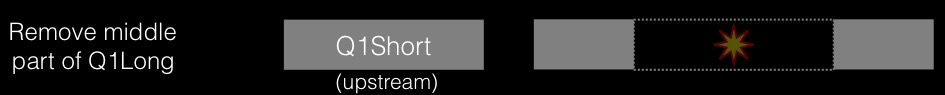 Remove middle
part of Q1Long
Q1Short
(upstream)